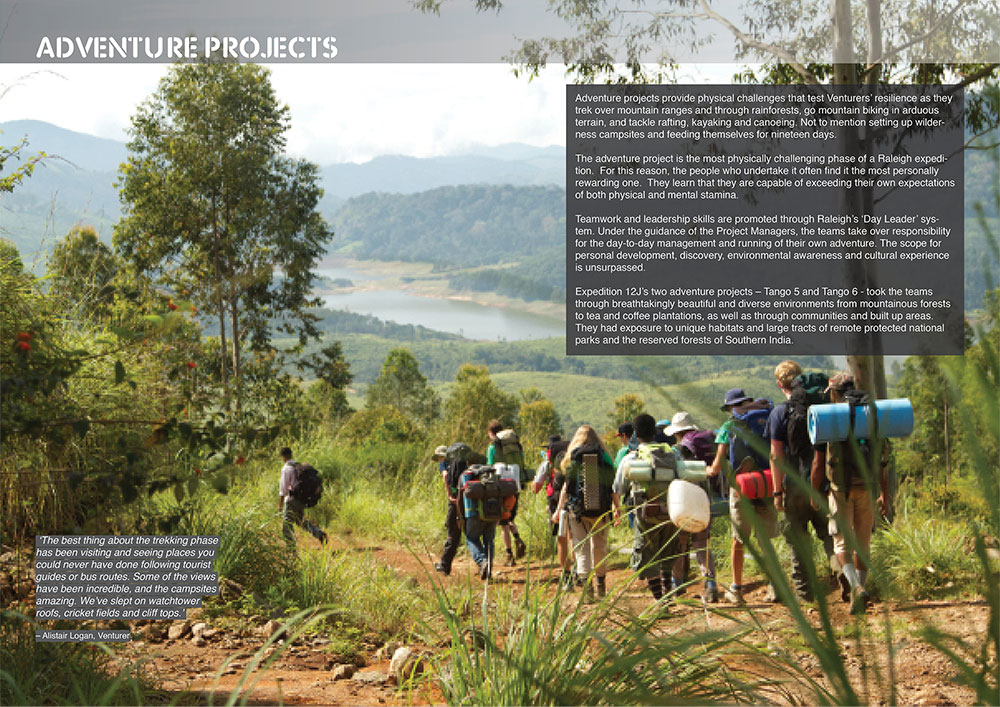 ADVENTURE PROJECTS
Adventure projects provide physical challenges that test Venturers' resilience as they
trek over mountain ranges and through rainforests, go mountain biking in arduous
terrain, and tackle rafting, kayaking and canoeing. Not to mention setting up wilder-
ness campsites and feeding themselves for nineteen days.
The adventure project is the most physically challenging phase of a Raleigh expedi-
tion.  For this reason, the people who undertake it often find it the most personally
rewarding one.  They learn that they are capable of exceeding their own expectations
of both physical and mental stamina.
Teamwork and leadership skills are promoted through Raleigh's 'Day Leader' sys-
tem. Under the guidance of the Project Managers, the teams take over responsibility
for the day-to-day management and running of their own adventure. The scope for
personal development, discovery, environmental awareness and cultural experience
is unsurpassed.
Expedition 12J's two adventure projects – Tango 5 and Tango 6 - took the teams
through breathtakingly beautiful and diverse environments from mountainous forests
to tea and coffee plantations, as well as through communities and built up areas.
They had exposure to unique habitats and large tracts of remote protected national
parks and the reserved forests of Southern India.
'The best thing about the trekking phase
has been visiting and seeing places you
could never have done following tourist
guides or bus routes. Some of the views
have been incredible, and the campsites
amazing. We've slept on watchtower
roofs, cricket fields and cliff tops.'
– Alistair Logan, Venturer